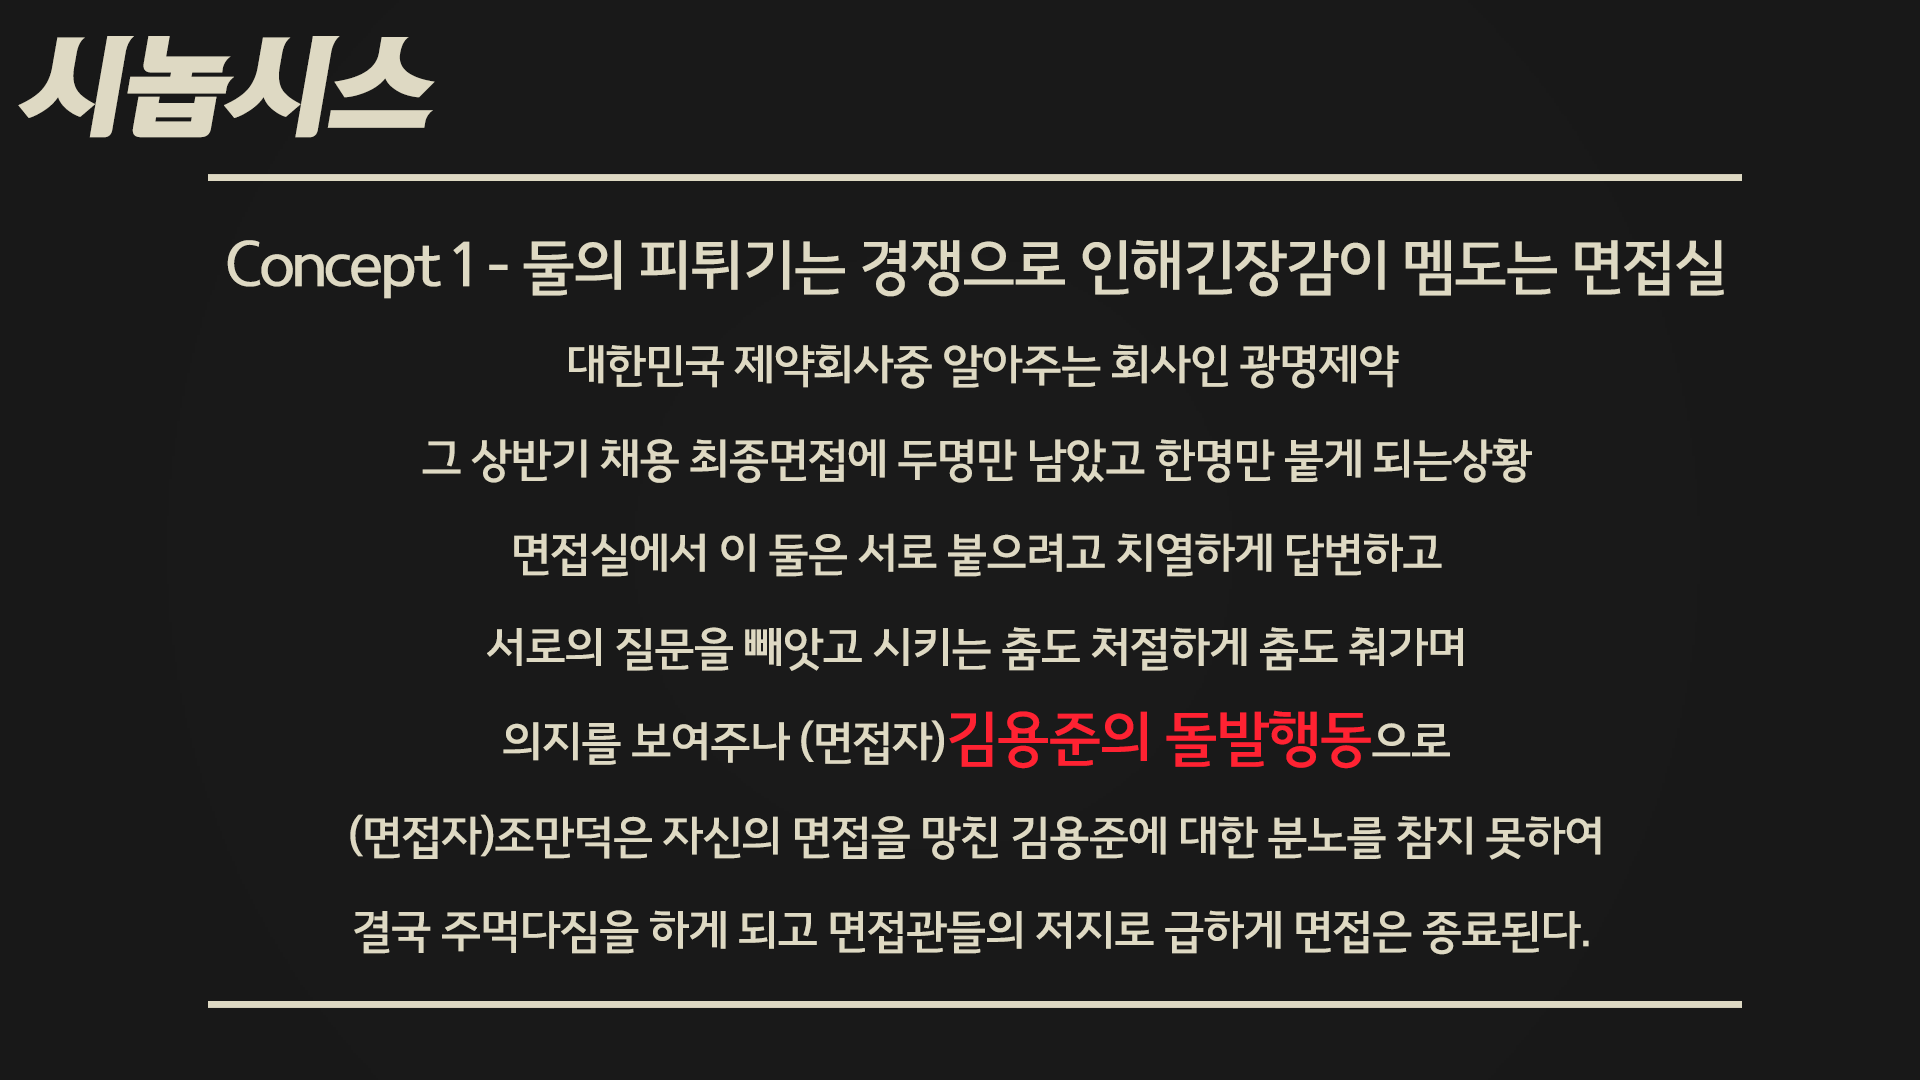 시놉시스
Concept 1 - 둘의 피튀기는 경쟁으로 인해긴장감이 멤도는 면접실
대한민국 제약회사중 알아주는 회사인 광명제약
그 상반기 채용 최종면접에 두명만 남았고 한명만 붙게 되는상황
면접실에서 이 둘은 서로 붙으려고 치열하게 답변하고
서로의 질문을 빼앗고 시키는 춤도 처절하게 춤도 춰가며
의지를 보여주나 (면접자)김용준의 돌발행동으로
(면접자)조만덕은 자신의 면접을 망친 김용준에 대한 분노를 참지 못하여
결국 주먹다짐을 하게 되고 면접관들의 저지로 급하게 면접은 종료된다.